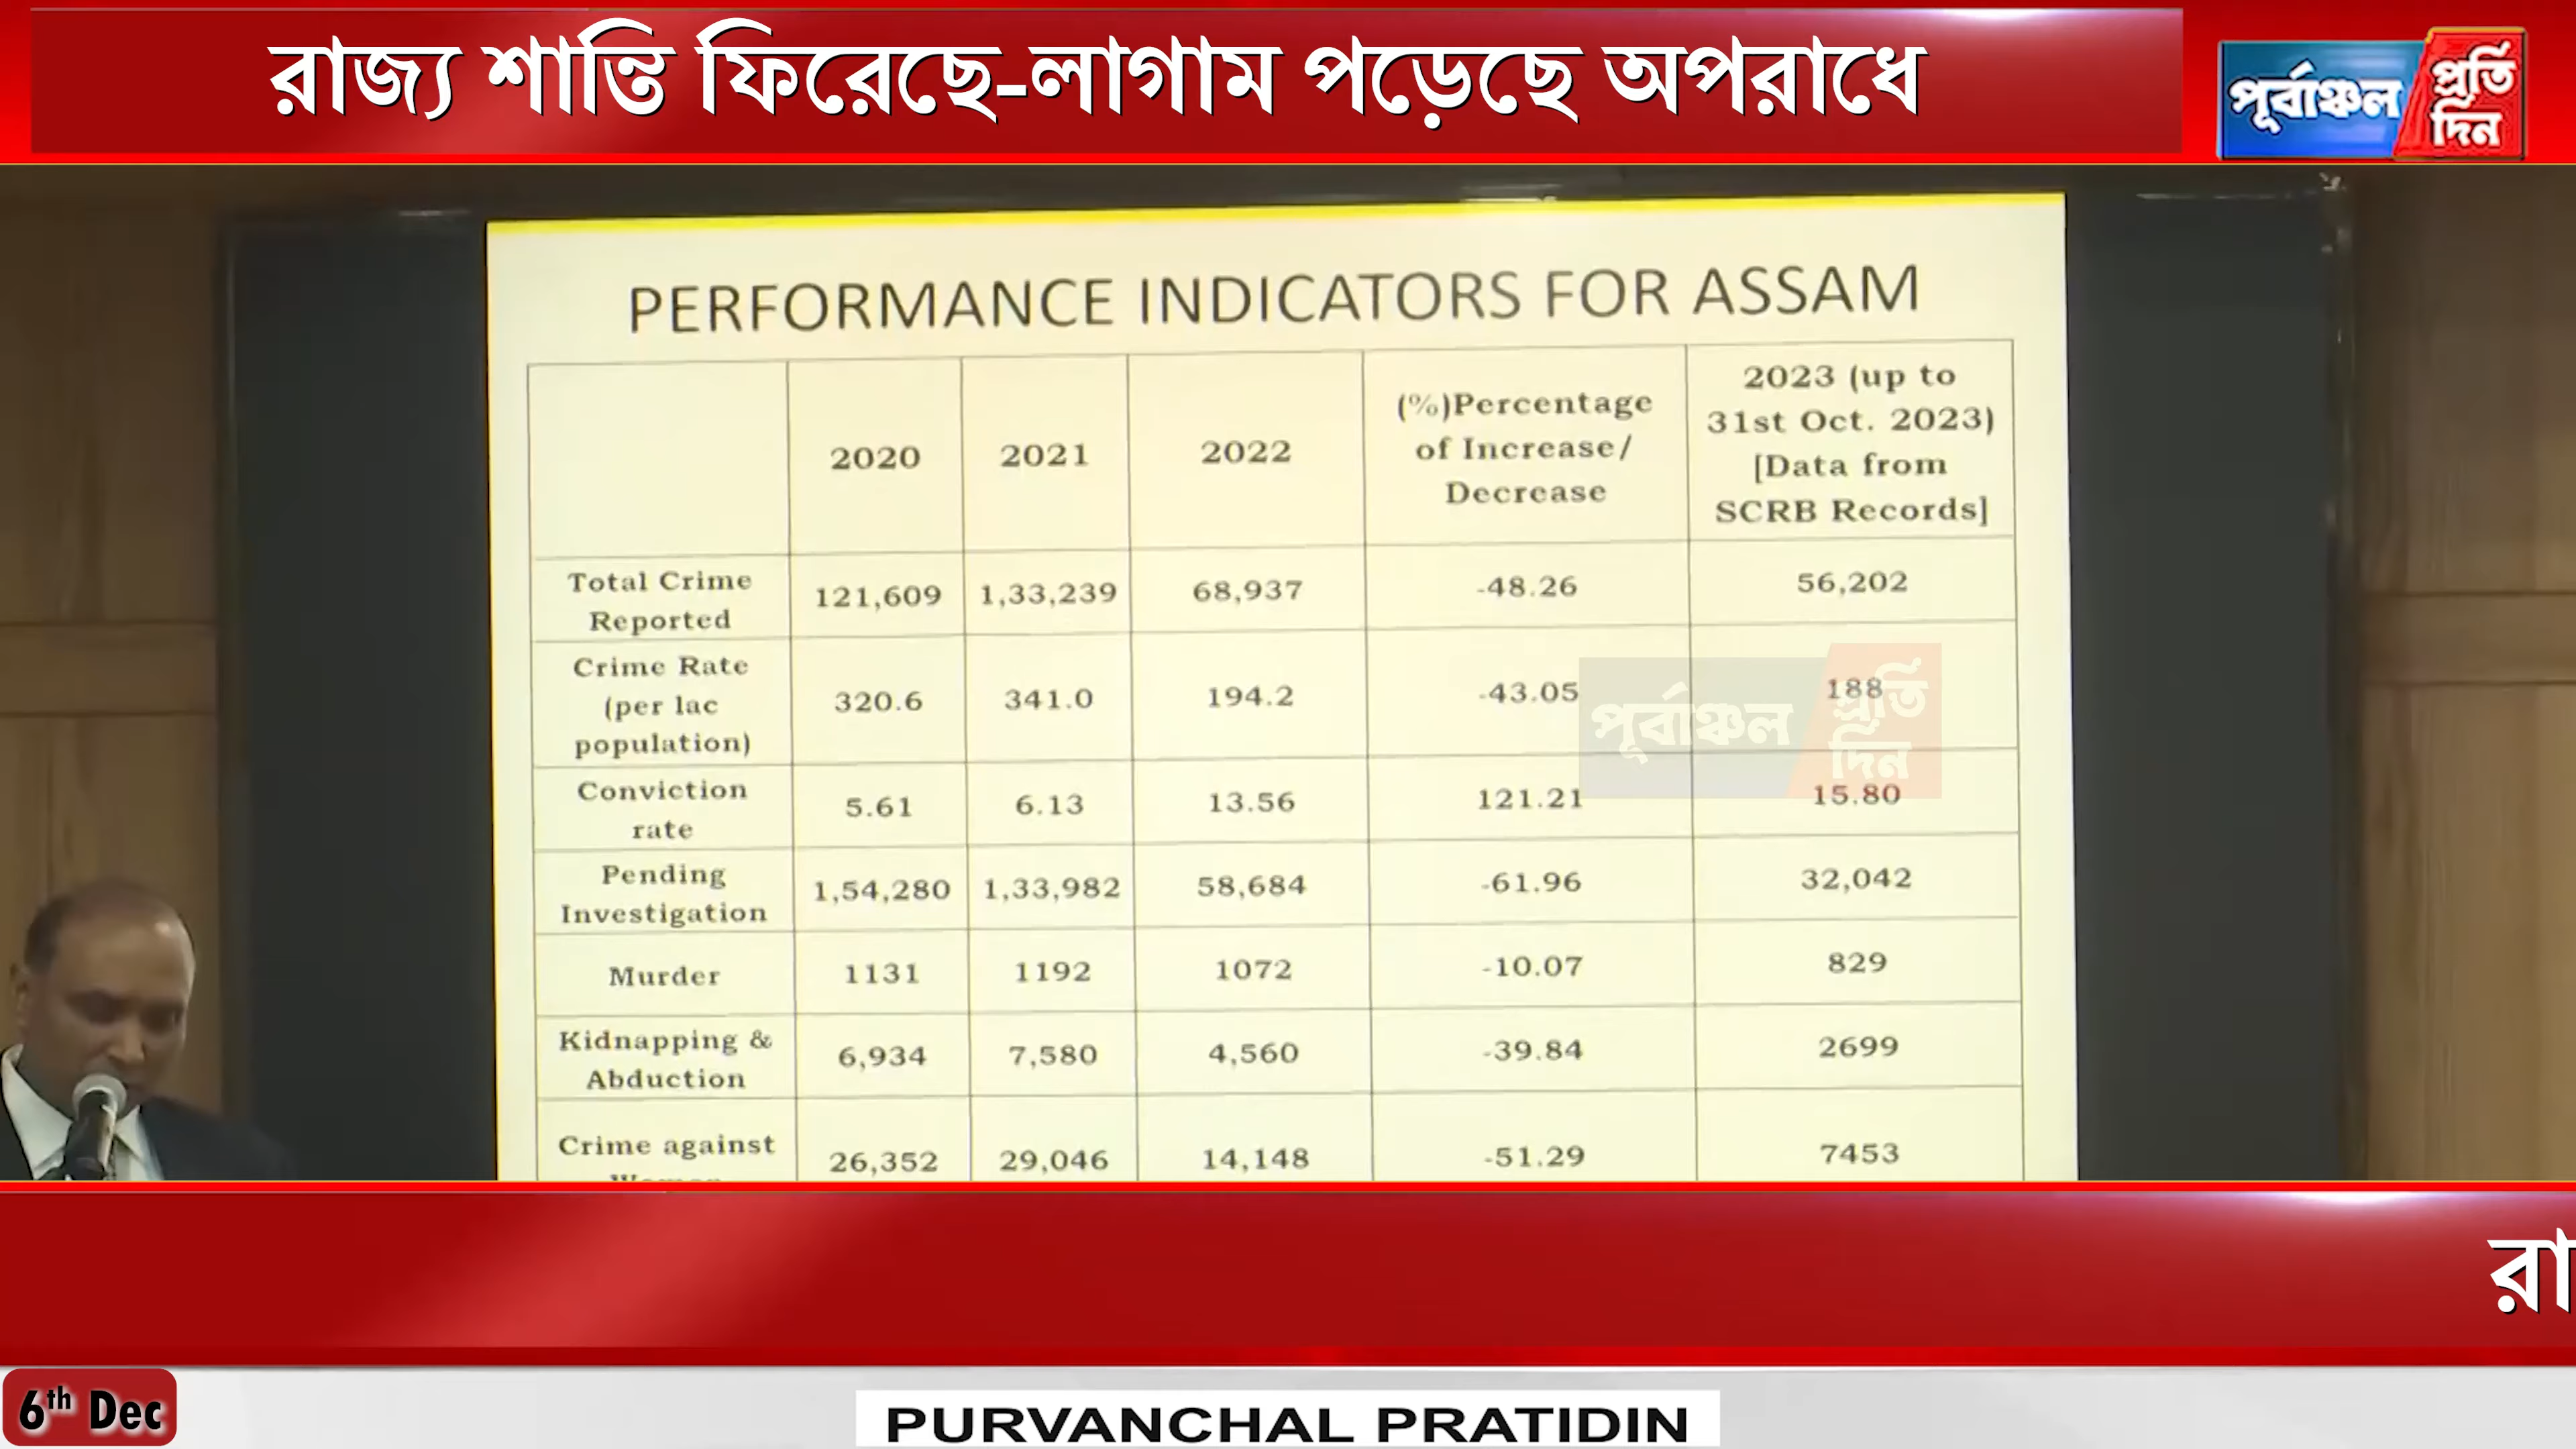 রাজ্য শান্তি ফিরেছে-লাগাম পড়েছে অপরাধে
পূর্বাঞ্চল প্রতি দিন
PERFORMANCE INDICATORS FOR ASSAM
2020 2021 2022 (%)Percentage of Increase/ Decrease 2023 (up to 31st Oct. 2023) [Data from SCRB Records]
Total Crime Reported 121,609 1,33,239 68,937 -48.26 56,202
Crime Rate (per lac population) 320.6 341.0 194.2 -43.05 188
পূর্বাঞ্চল প্রতি দিন
Conviction rate 5.61 6.13 13.56 121.21 15.80
Pending Investigation 1,54,280 1,33,982 58,684 -61.96 32,042
Murder 1131 1192 1072 -10.07 829
Kidnapping & Abduction 6,934 7,580 4,560 -39.84 2699
Crime against 26,352 29,046 14,148 -51.29 7453
রা
6th Dec
PURVANCHAL PRATIDIN